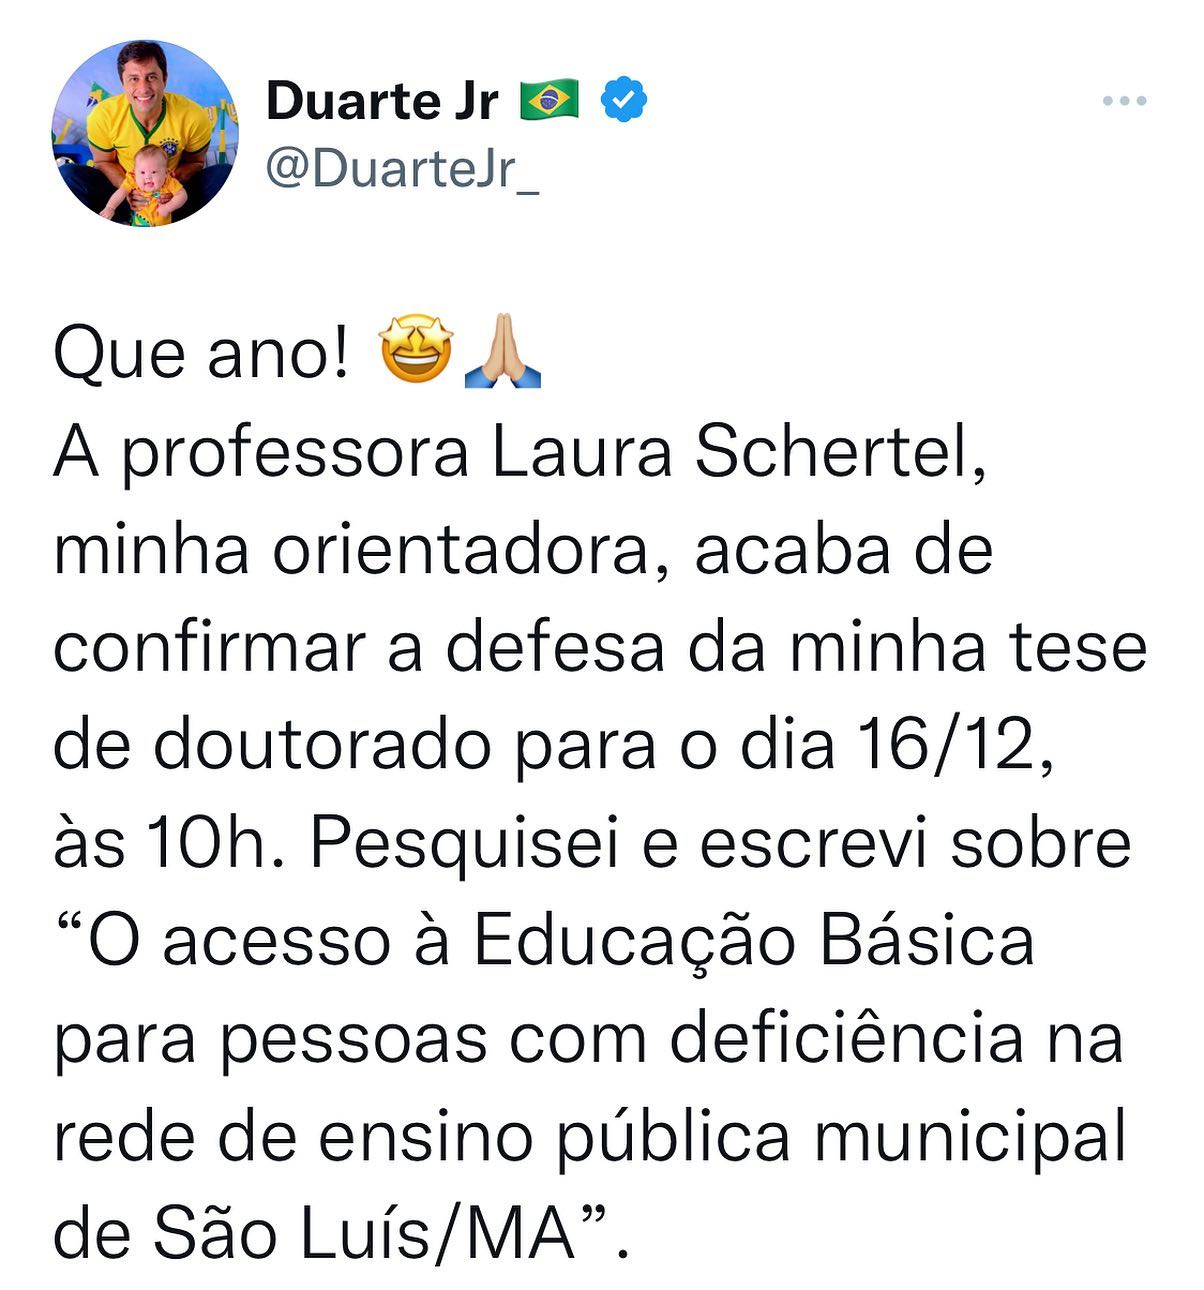 Duarte Jr 🇧🇷
@DuarteJr_
Que ano! 🤩🙏🏼
A professora Laura Schertel,
minha orientadora, acaba de
confirmar a defesa da minha tese
de doutorado para o dia 16/12,
às 10h. Pesquisei e escrevi sobre
“O acesso à Educação Básica
para pessoas com deficiência na
rede de ensino pública municipal
de São Luís/MA”.